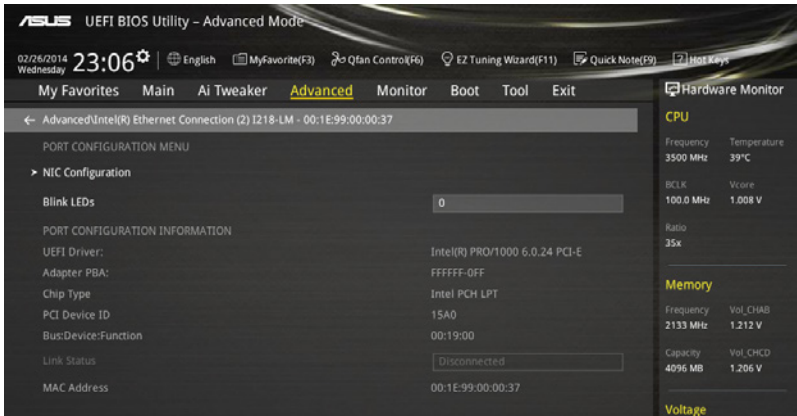 ASUS UEFI BIOS Utility – Advanced Mode
02/26/2014 Wednesday 23:06 English MyFavorite(F3) Qfan Control(F6) EZ Tuning Wizard(F11) Quick Note(F9) ? Hot Keys
My Favorites Main Ai Tweaker Advanced Monitor Boot Tool Exit
← Advanced\Intel(R) Ethernet Connection (2) I218-LM - 00:1E:99:00:00:37
PORT CONFIGURATION MENU
> NIC Configuration
Blink LEDs 0
PORT CONFIGURATION INFORMATION
UEFI Driver: Intel(R) PRO/1000 6.0.24 PCI-E
Adapter PBA: FFFFFF-0FF
Chip Type Intel PCH LPT
PCI Device ID 15A0
Bus:Device:Function 00:19:00
Link Status Disconnected
MAC Address 00:1E:99:00:00:37
Hardware Monitor
CPU
Frequency Temperature
3500 MHz 39°C
BCLK Vcore
100.0 MHz 1.008 V
Ratio
35x
Memory
Frequency Vol_CHAB
2133 MHz 1.212 V
Capacity Vol_CHCD
4096 MB 1.206 V
Voltage